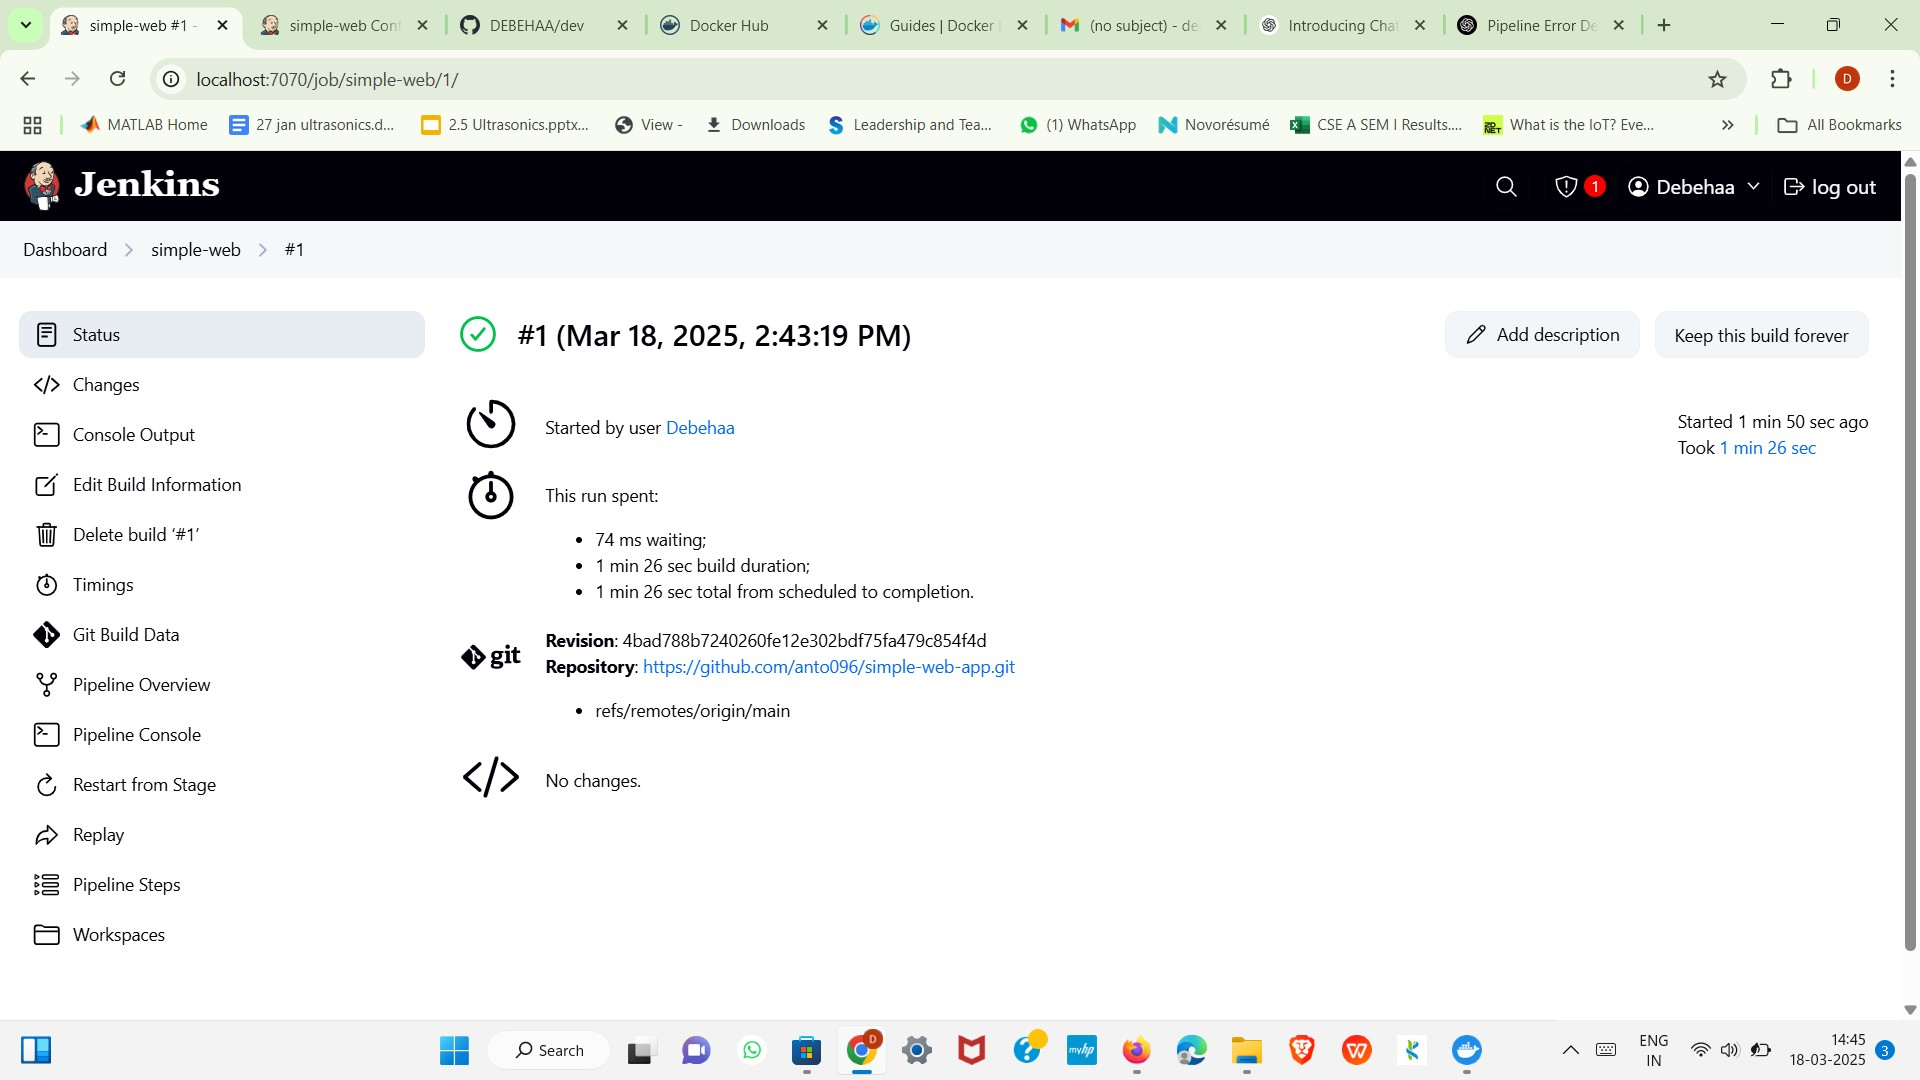 simple-web #1 -
simple-web Conf
DEBEHAA/dev
Docker Hub
Guides | Docker
(no subject) - de
Introducing Chat
Pipeline Error De
localhost:7070/job/simple-web/1/
D
MATLAB Home
27 jan ultrasonics.d...
2.5 Ultrasonics.pptx...
View -
Downloads
Leadership and Tea...
(1) WhatsApp
Novorésumé
CSE A SEM I Results....
What is the IoT? Eve...
All Bookmarks
Jenkins
1
Debehaa
log out
Dashboard
simple-web
#1
Status
Changes
Console Output
Edit Build Information
Delete build ‘#1’
Timings
Git Build Data
Pipeline Overview
Pipeline Console
Restart from Stage
Replay
Pipeline Steps
Workspaces
#1 (Mar 18, 2025, 2:43:19 PM)
Add description
Keep this build forever
Started by user Debehaa
Started 1 min 50 sec ago
Took 1 min 26 sec
This run spent:
• 74 ms waiting;
• 1 min 26 sec build duration;
• 1 min 26 sec total from scheduled to completion.
git
Revision: 4bad788b7240260fe12e302bdf75fa479c854f4d
Repository: https://github.com/anto096/simple-web-app.git
• refs/remotes/origin/main
No changes.
Search
D
myhp
ENG
IN
14:45
18-03-2025
3